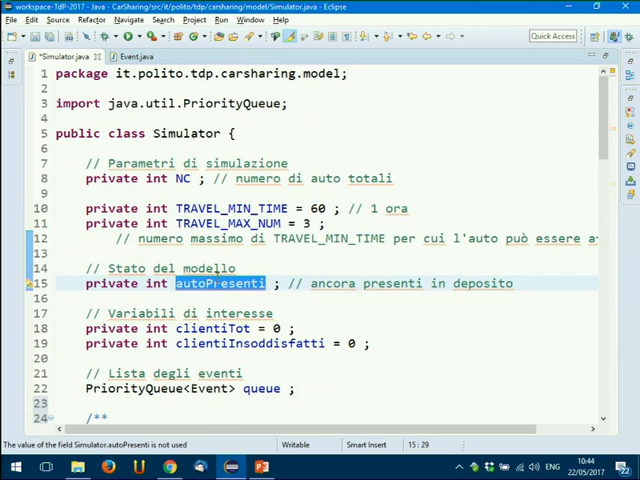 workspace-TdP-2017 - Java - CarSharing/src/it/polito/tdp/carsharing/model/Simulator.java - Eclipse
File Edit Source Refactor Navigate Search Project Run Window Help
Quick Access
*Simulator.java Event.java
1 package it.polito.tdp.carsharing.model;
2
3 import java.util.PriorityQueue;
4
5 public class Simulator {
6
7 // Parametri di simulazione
8 private int NC ; // numero di auto totali
9
10 private int TRAVEL_MIN_TIME = 60 ; // 1 ora
11 private int TRAVEL_MAX_NUM = 3 ;
12 // numero massimo di TRAVEL_MIN_TIME per cui l'auto può essere a
13
14 // Stato del modello
15 private int autoPresenti ; // ancora presenti in deposito
16
17 // Variabili di interesse
18 private int clientiTot = 0 ;
19 private int clientiInsoddisfatti = 0 ;
20
21 // Lista degli eventi
22 PriorityQueue<Event> queue ;
23
24 /**
The value of the field Simulator.autoPresenti is not used Writable Smart Insert 15 : 29
10:44
22/05/2017
22